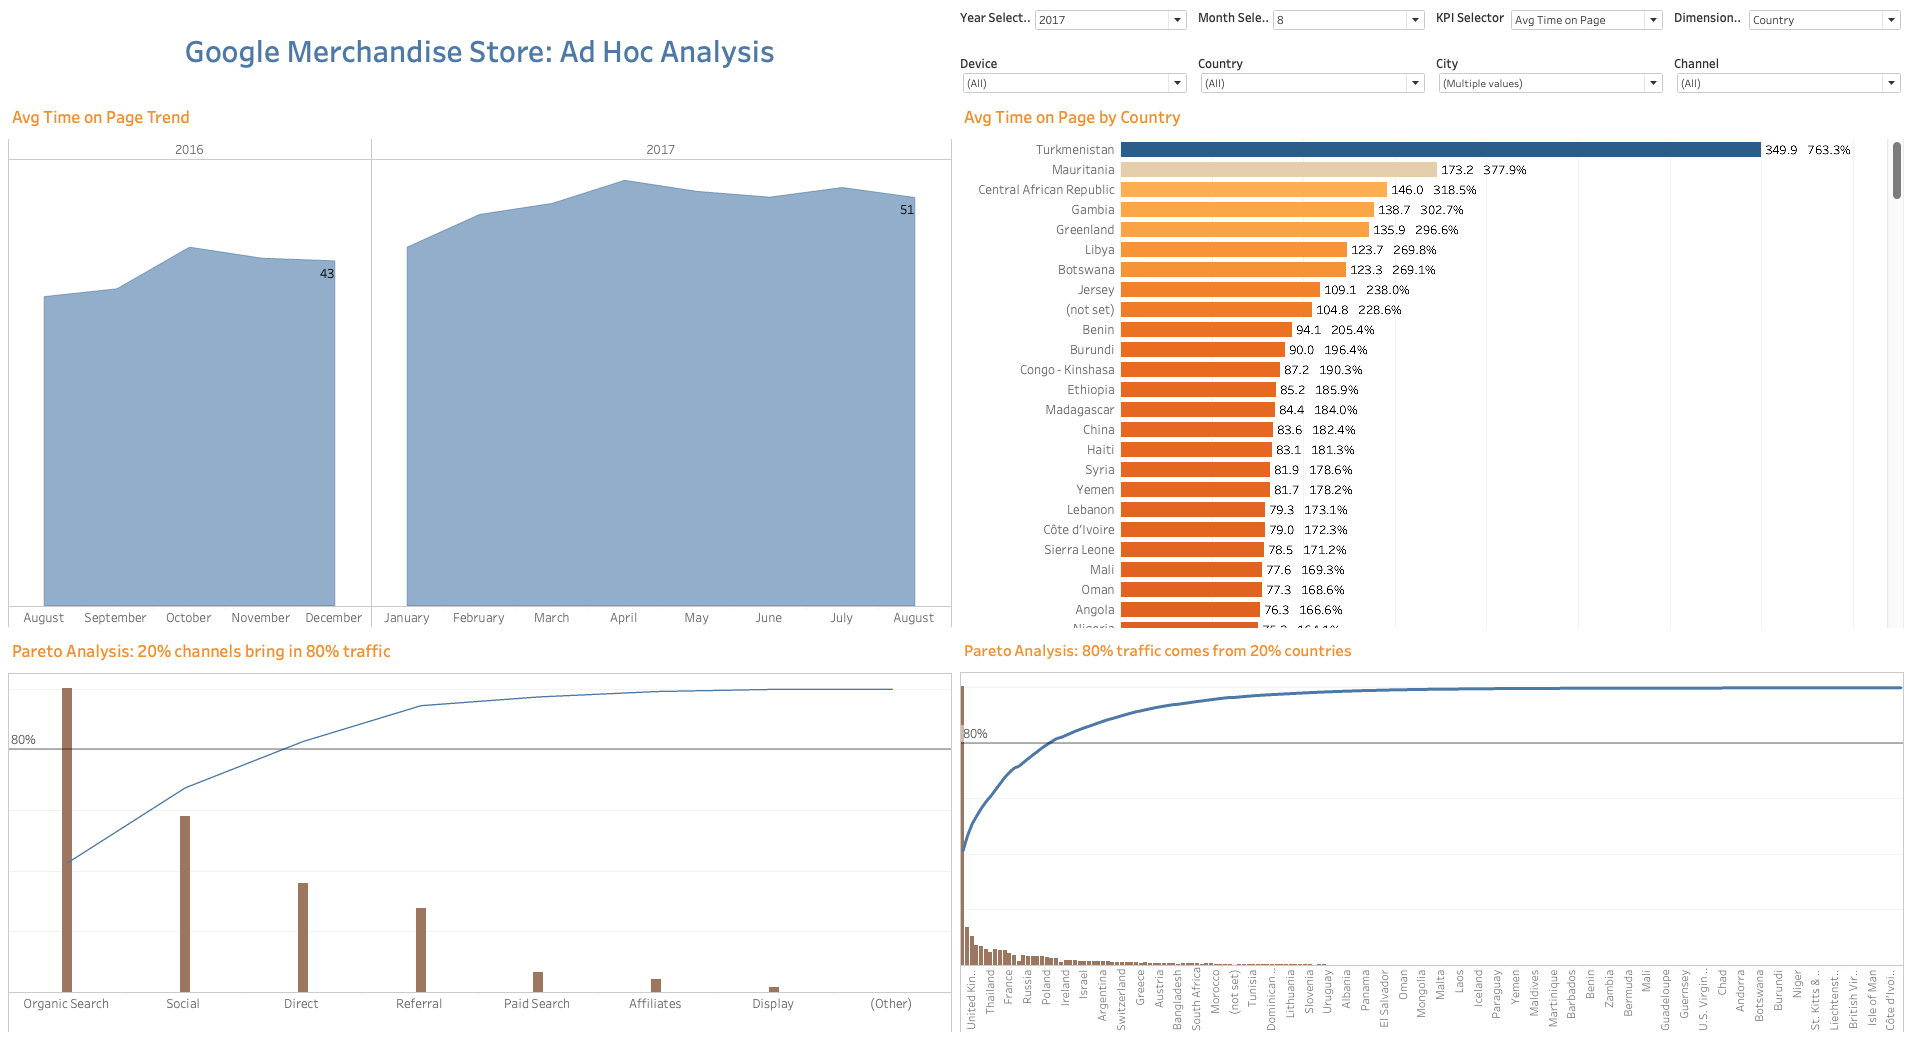 Google Merchandise Store: Ad Hoc Analysis
Year Select.. 2017 Month Sele.. 8 KPI Selector Avg Time on Page Dimension.. Country
Device Country City Channel
(All) (All) (Multiple values) (All)
Avg Time on Page Trend
2016 2017
43
51
August September October November December January February March April May June July August
Avg Time on Page by Country
Turkmenistan 349.9 763.3%
Mauritania 173.2 377.9%
Central African Republic 146.0 318.5%
Gambia 138.7 302.7%
Greenland 135.9 296.6%
Libya 123.7 269.8%
Botswana 123.3 269.1%
Jersey 109.1 238.0%
(not set) 104.8 228.6%
Benin 94.1 205.4%
Burundi 90.0 196.4%
Congo - Kinshasa 87.2 190.3%
Ethiopia 85.2 185.9%
Madagascar 84.4 184.0%
China 83.6 182.4%
Haiti 83.1 181.3%
Syria 81.9 178.6%
Yemen 81.7 178.2%
Lebanon 79.3 173.1%
Côte d'Ivoire 79.0 172.3%
Sierra Leone 78.5 171.2%
Mali 77.6 169.3%
Oman 77.3 168.6%
Angola 76.3 166.6%
Pareto Analysis: 20% channels bring in 80% traffic
80%
Organic Search Social Direct Referral Paid Search Affiliates Display (Other)
Pareto Analysis: 80% traffic comes from 20% countries
80%
United Kin..
Thailand
France
Russia
Poland
Ireland
Israel
Argentina
Switzerland
Greece
Austria
Bangladesh
South Africa
Morocco
(not set)
Tunisia
Dominican ..
Lithuania
Slovenia
Uruguay
Albania
Panama
El Salvador
Oman
Malta
Laos
Iceland
Paraguay
Yemen
Maldives
Martinique
Barbados
Benin
Zambia
Bermuda
Mali
Guadeloupe
Guernsey
U.S. Virgin ..
Chad
Andorra
Botswana
Burundi
Niger
St. Kitts & ..
Liechtenst..
British Vir..
Isle of Man
Côte d'Ivoi..